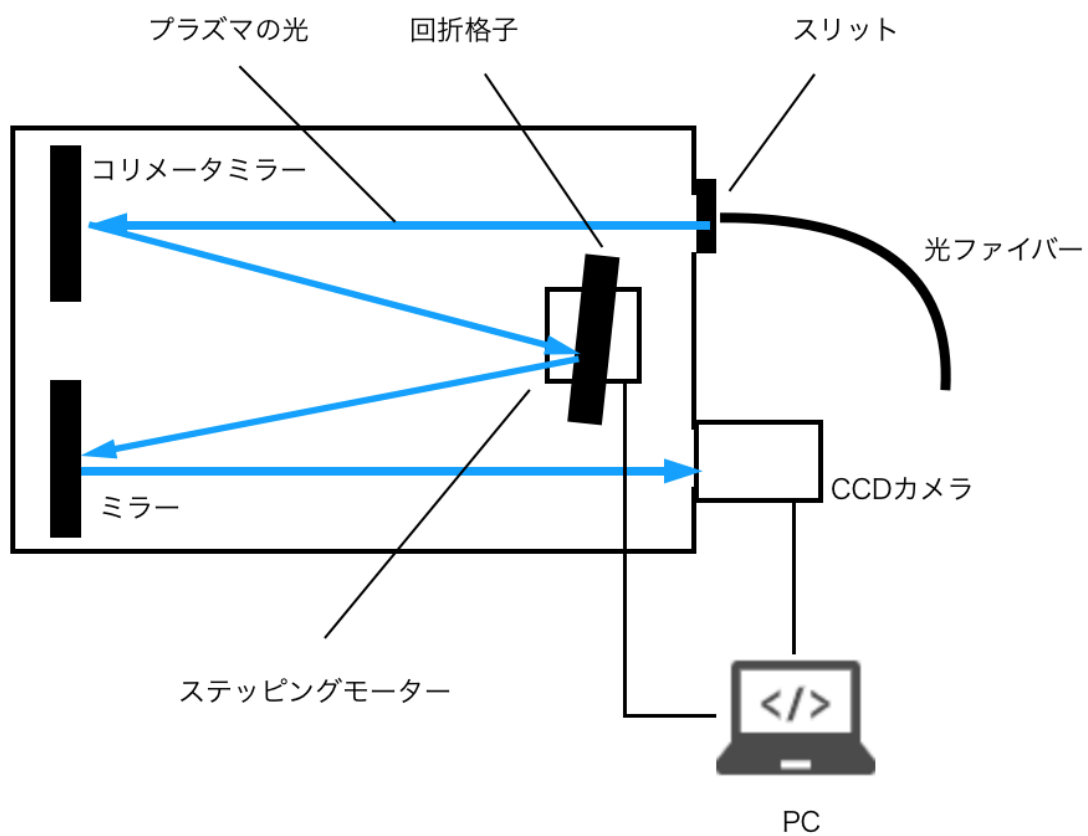 プラズマの光
回折格子
スリット
コリメータミラー
光ファイバー
ミラー
CCDカメラ
ステッピングモーター
</>
PC